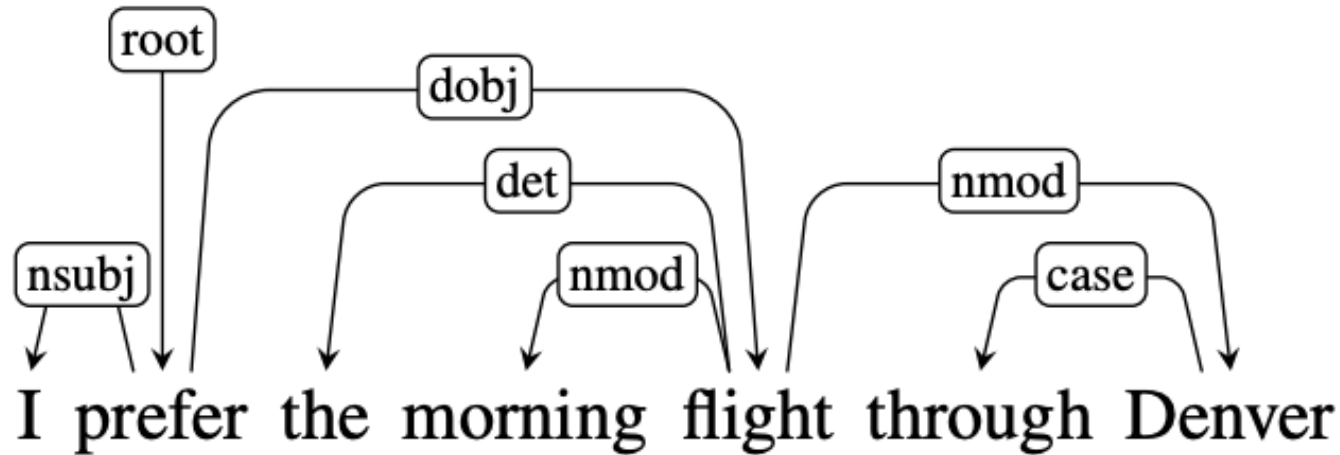 root
dobj
det
nmod
nsubj
nmod
case
I prefer the morning flight through Denver